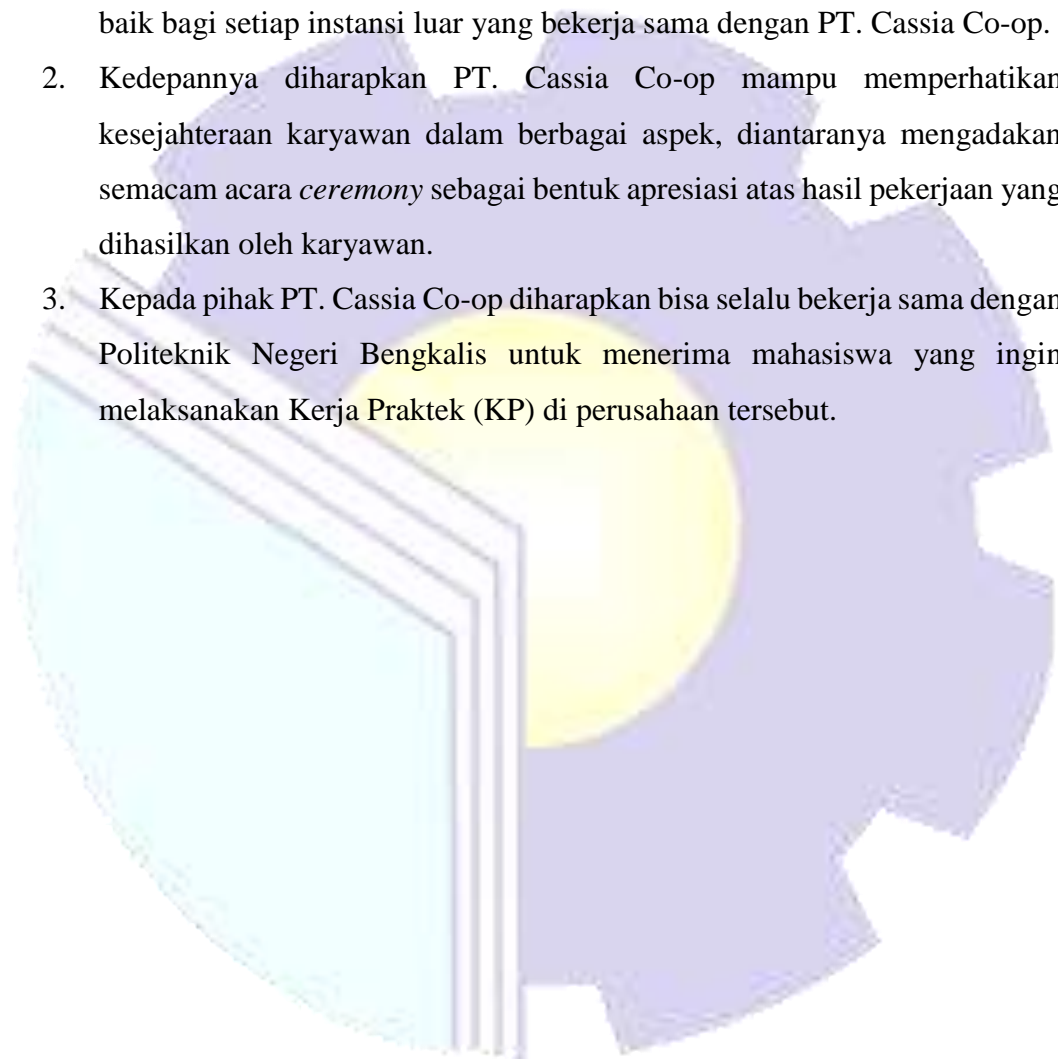 baik bagi setiap instansi luar yang bekerja sama dengan PT. Cassia Co-op.
2. Kedepannya diharapkan PT. Cassia Co-op mampu memperhatikan
kesejahteraan karyawan dalam berbagai aspek, diantaranya mengadakan
semacam acara ceremony sebagai bentuk apresiasi atas hasil pekerjaan yang
dihasilkan oleh karyawan.
3. Kepada pihak PT. Cassia Co-op diharapkan bisa selalu bekerja sama dengan
Politeknik Negeri Bengkalis untuk menerima mahasiswa yang ingin
melaksanakan Kerja Praktek (KP) di perusahaan tersebut.